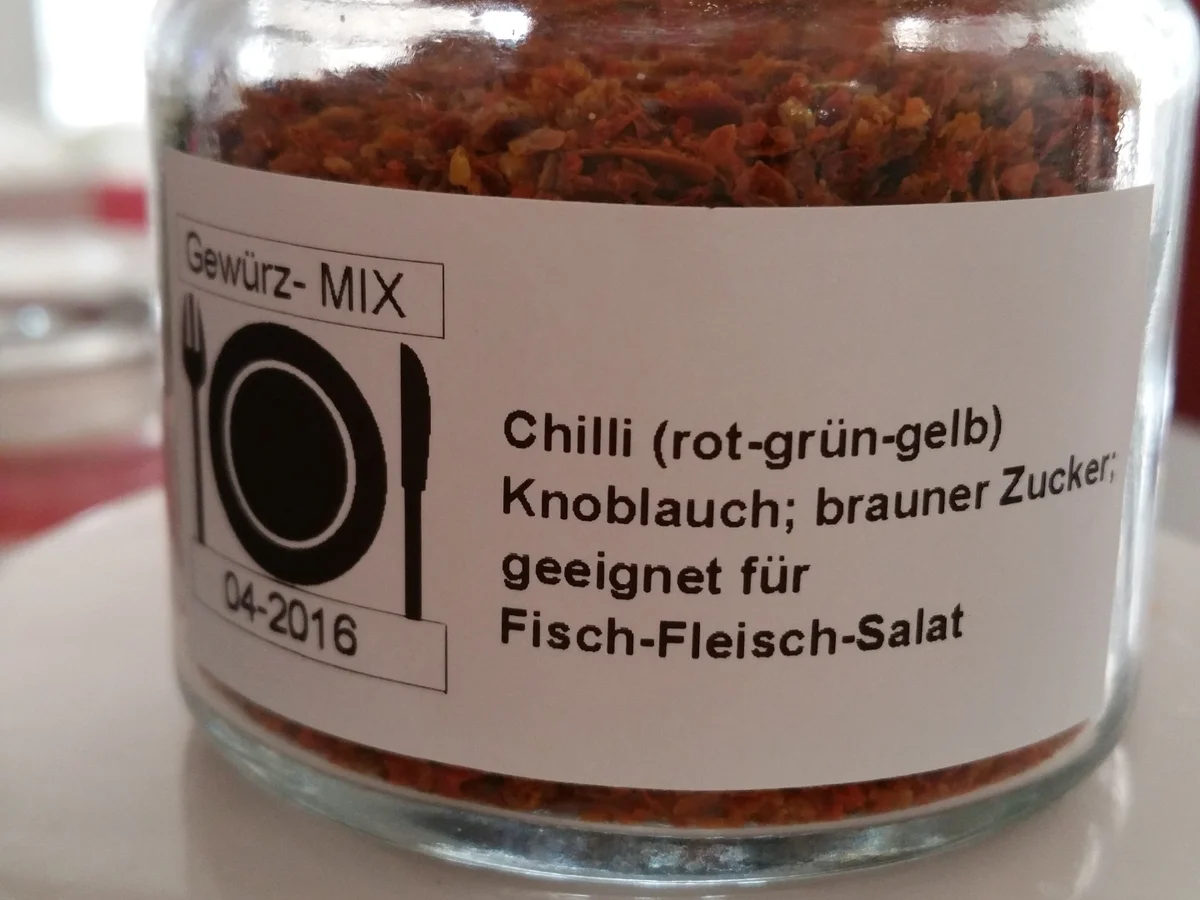 Gewürz- MIX
04-2016
Chilli (rot-grün-gelb)
Knoblauch; brauner Zucker;
geeignet für
Fisch-Fleisch-Salat